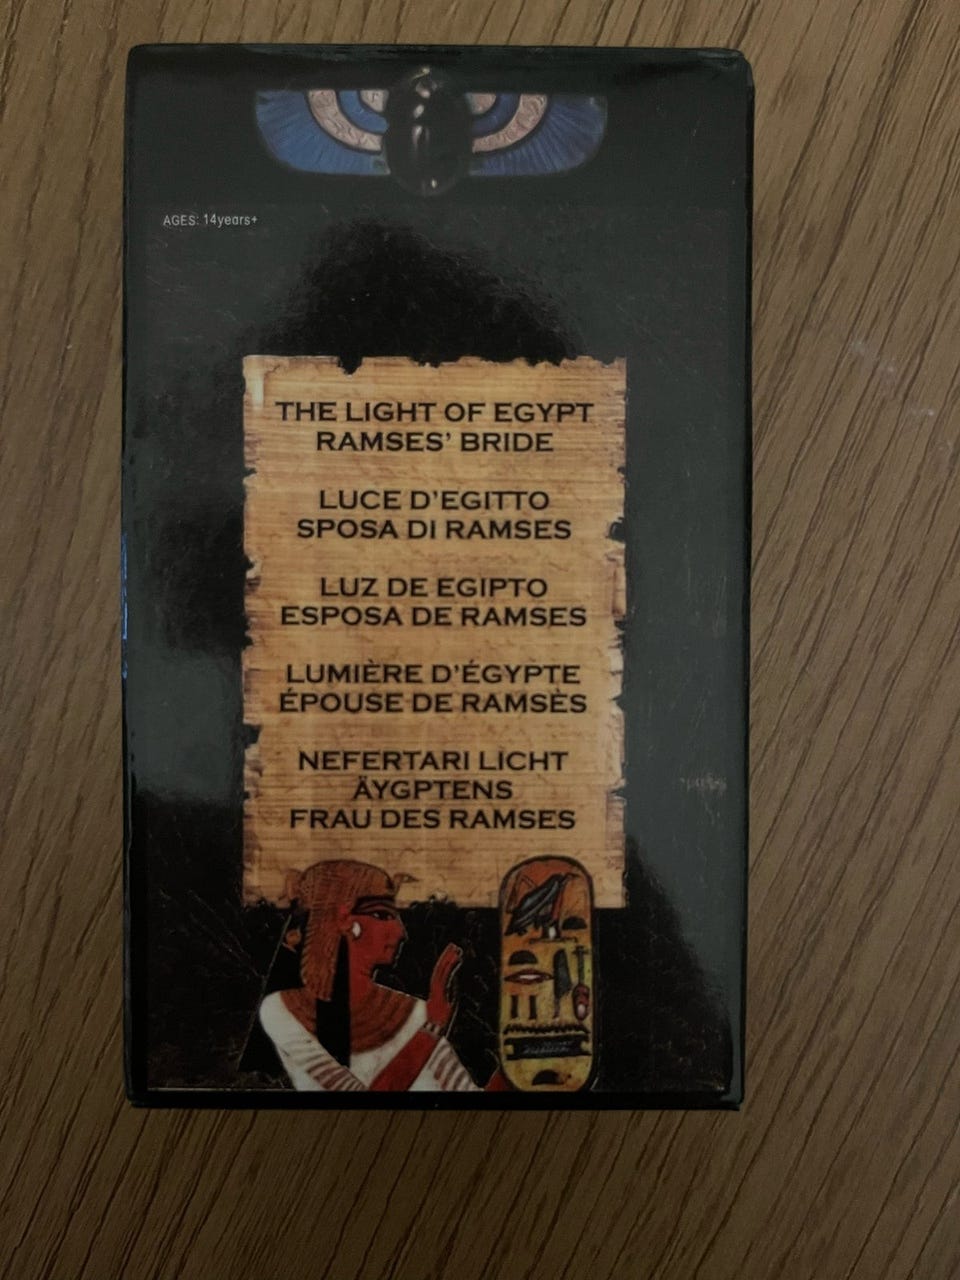 AGES: 14years+
THE LIGHT OF EGYPT
RAMSES' BRIDE
LUCE D'EGITTO
SPOSA DI RAMSES
LUZ DE EGIPTO
ESPOSA DE RAMSES
LUMIÈRE D'ÉGYPTE
ÉPOUSE DE RAMSÈS
NEFERTARI LICHT
ÄYGPTENS
FRAU DES RAMSES